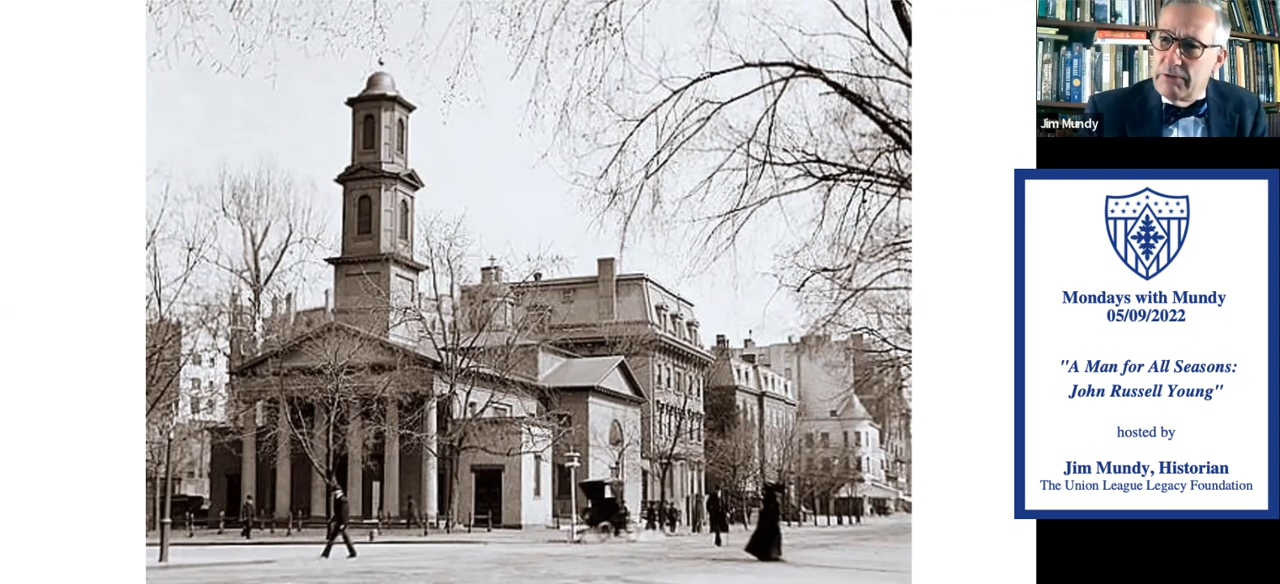 Jim Mundy
Mondays with Mundy
05/09/2022
"A Man for All Seasons:
John Russell Young"
hosted by
Jim Mundy, Historian
The Union League Legacy Foundation